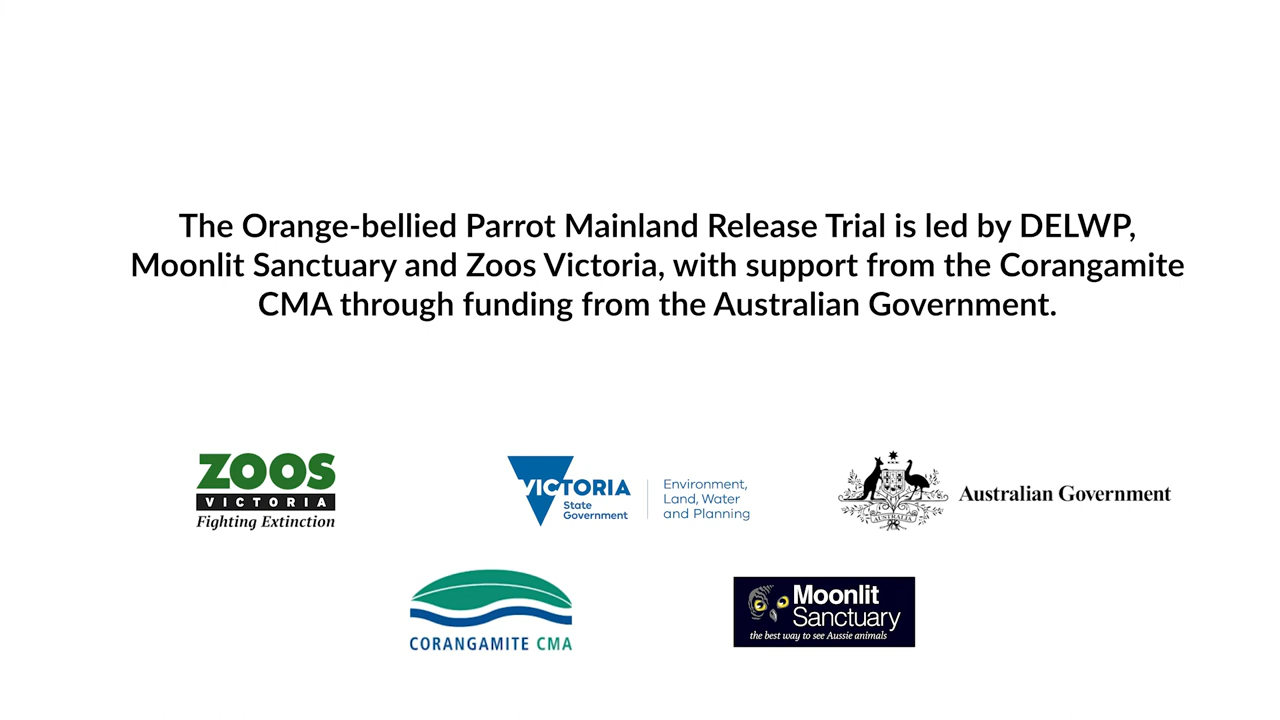 The Orange-bellied Parrot Mainland Release Trial is led by DELWP,
Moonlit Sanctuary and Zoos Victoria, with support from the Corangamite
CMA through funding from the Australian Government.
ZOOS
VICTORIA
Fighting Extinction
VICTORIA
State
Government
Environment,
Land, Water
and Planning
AUSTRALIA
Australian Government
CORANGAMITE CMA
Moonlit
Sanctuary
the best way to see Aussie animals